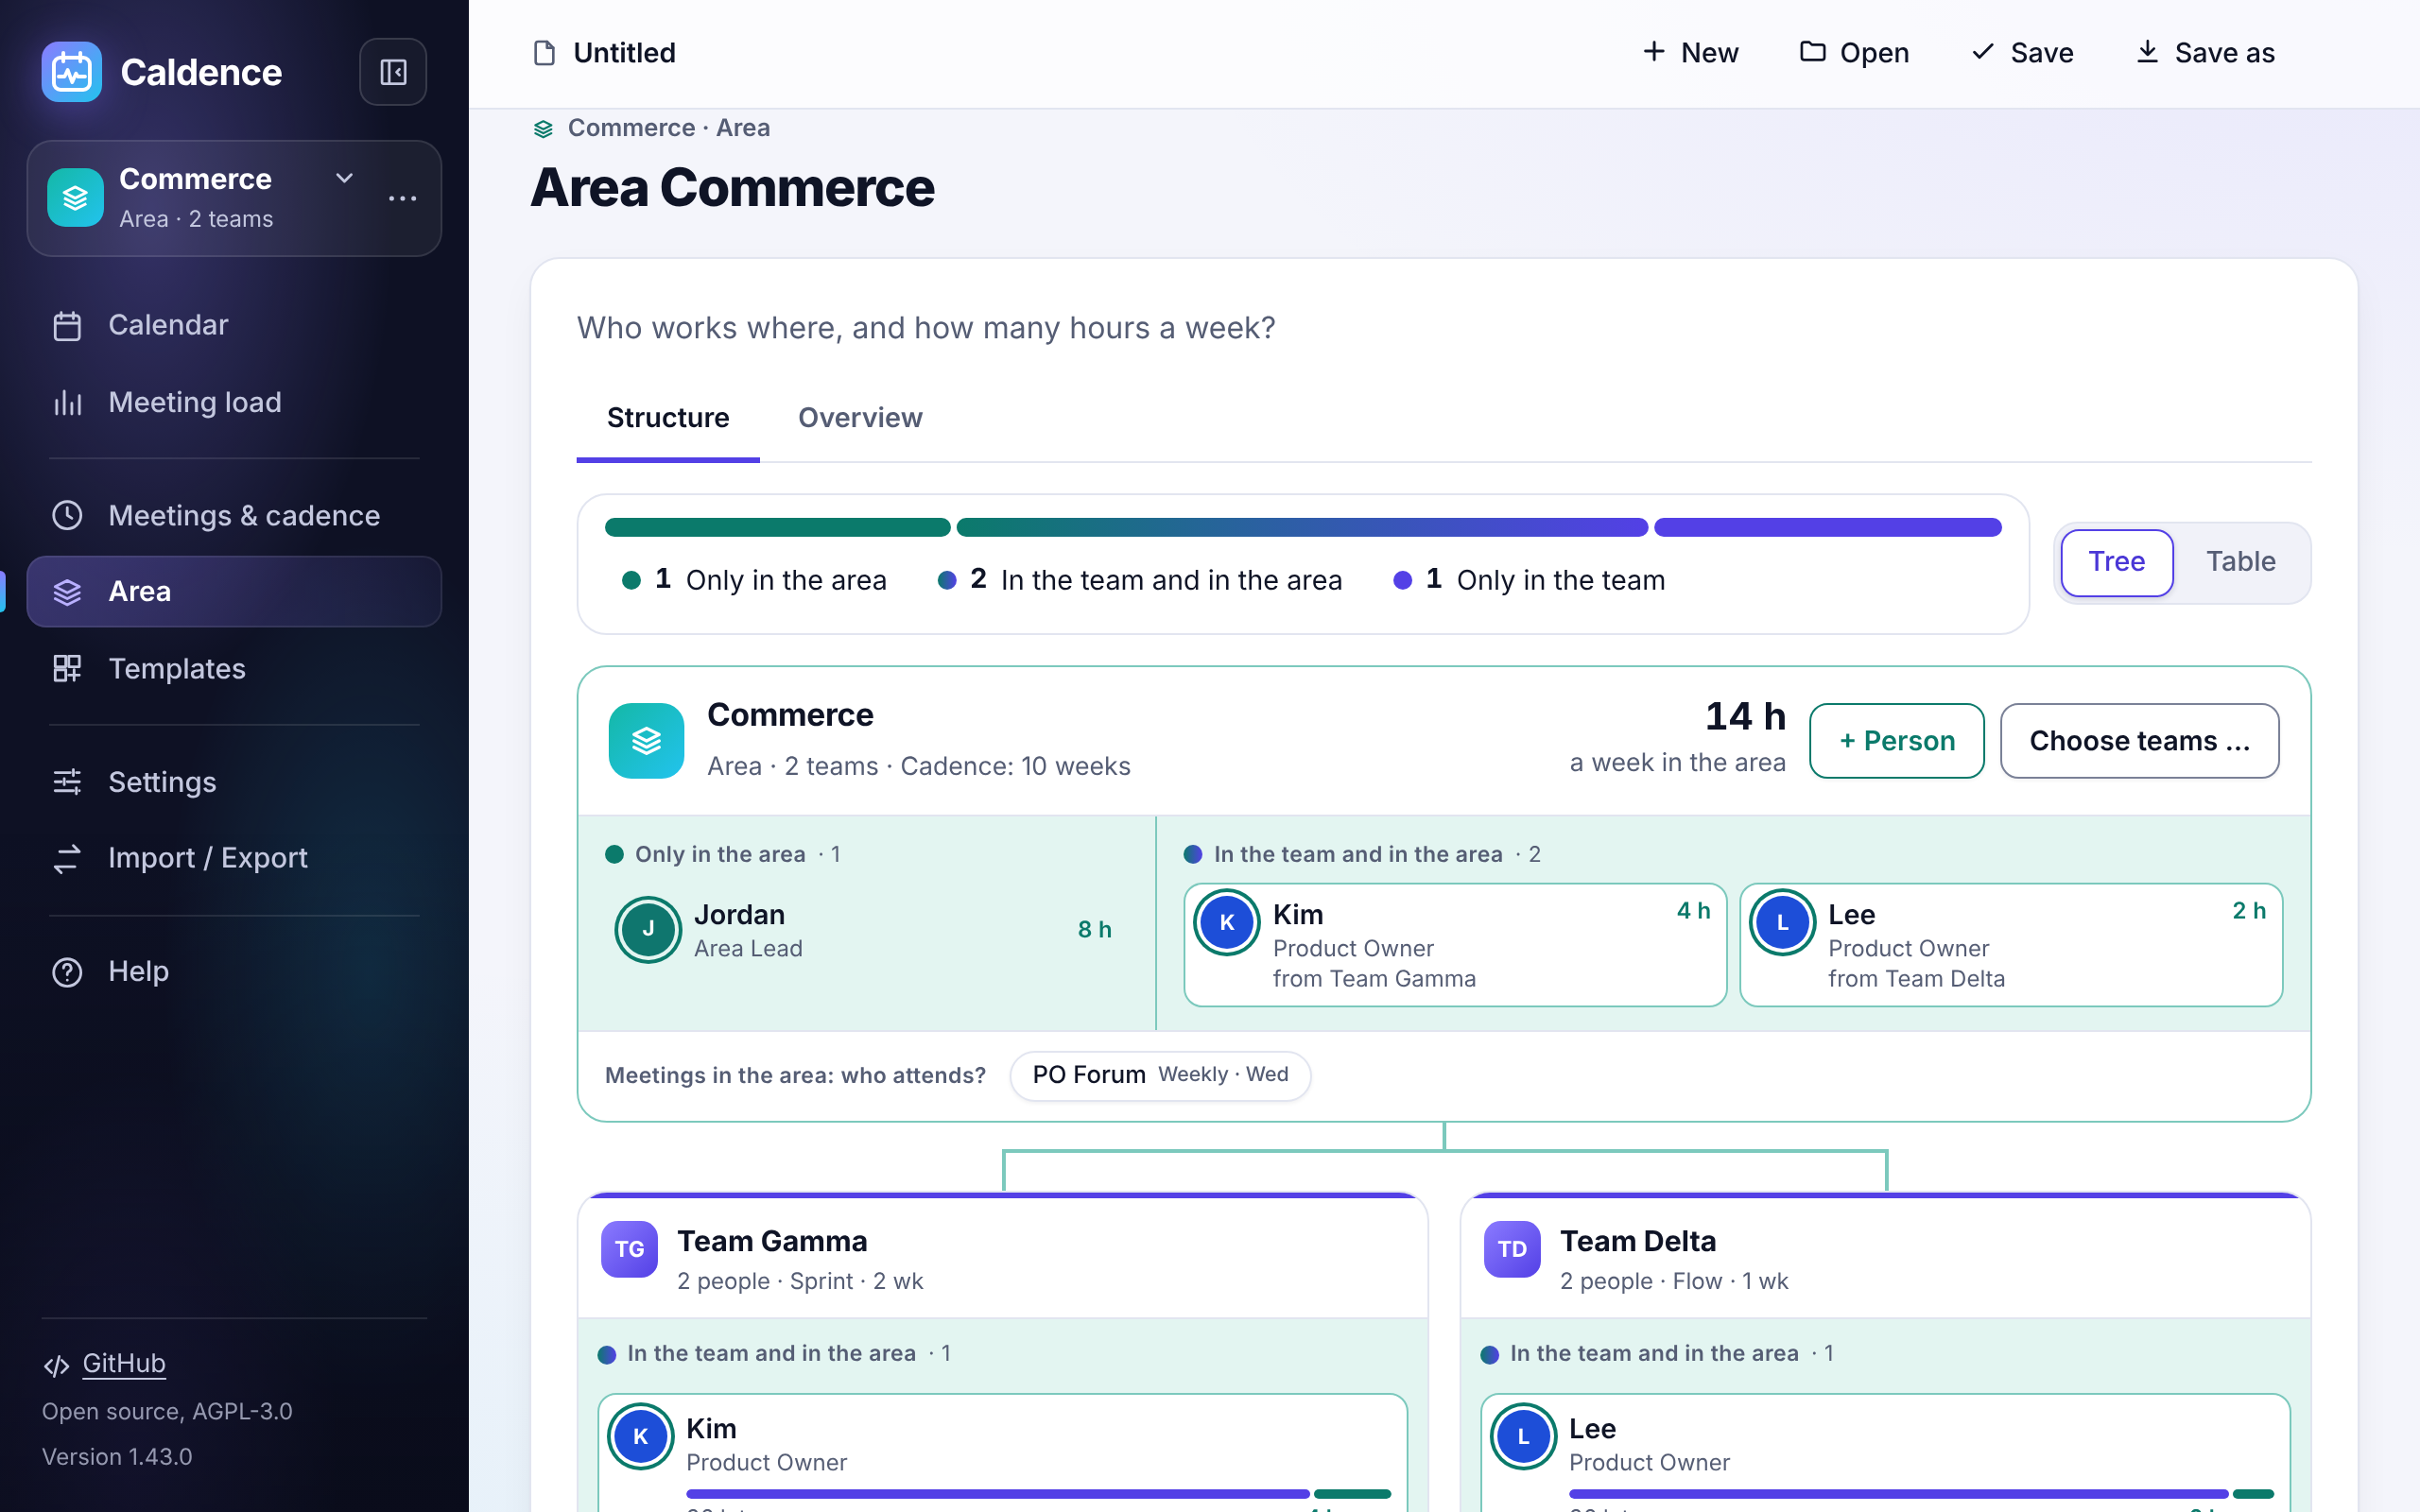 Caldence
Commerce
Area · 2 teams
Calendar
Meeting load
Meetings & cadence
Area
Templates
Settings
Import / Export
Help
GitHub
Open source, AGPL-3.0
Version 1.43.0
Untitled
New
Open
Save
Save as
Commerce · Area
Area Commerce
Who works where, and how many hours a week?
Structure
Overview
1 Only in the area
2 In the team and in the area
1 Only in the team
Tree
Table
Commerce
Area · 2 teams · Cadence: 10 weeks
14 h
a week in the area
+ Person
Choose teams ...
Only in the area · 1
J
Jordan
Area Lead
8 h
In the team and in the area · 2
K
Kim
4 h
Product Owner
from Team Gamma
L
Lee
2 h
Product Owner
from Team Delta
Meetings in the area: who attends?
PO Forum Weekly · Wed
TG
Team Gamma
2 people · Sprint · 2 wk
In the team and in the area · 1
K
Kim
Product Owner
TD
Team Delta
2 people · Flow · 1 wk
In the team and in the area · 1
L
Lee
Product Owner